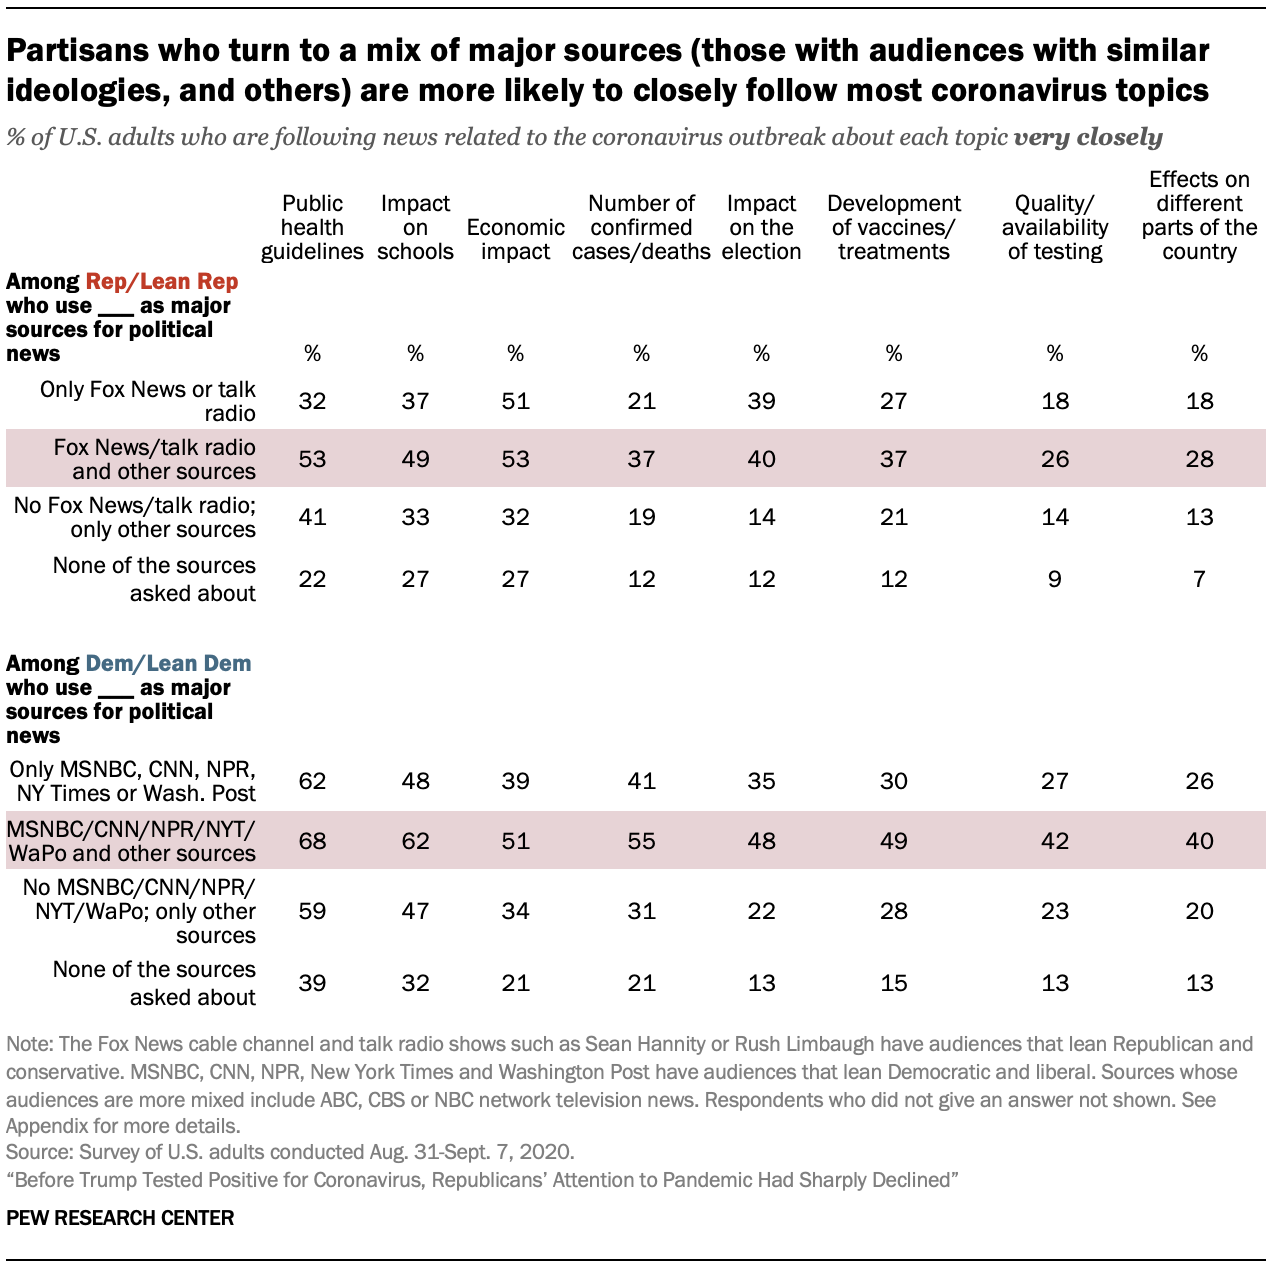 Partisans who turn to a mix of major sources (those with audiences with similar
ideologies, and others) are more likely to closely follow most coronavirus topics
% of U.S. adults who are following news related to the coronavirus outbreak about each topic very closely
Public health guidelines
Impact on schools
Economic impact
Number of confirmed cases/deaths
Impact on the election
Development of vaccines/ treatments
Quality/ availability of testing
Effects on different parts of the country
Among Rep/Lean Rep
who use ___ as major
sources for political
news % % % % % % % %
Only Fox News or talk
radio 32 37 51 21 39 27 18 18
Fox News/talk radio
and other sources 53 49 53 37 40 37 26 28
No Fox News/talk radio;
only other sources 41 33 32 19 14 21 14 13
None of the sources
asked about 22 27 27 12 12 12 9 7
Among Dem/Lean Dem
who use ___ as major
sources for political
news
Only MSNBC, CNN, NPR,
NY Times or Wash. Post 62 48 39 41 35 30 27 26
MSNBC/CNN/NPR/NYT/
WaPo and other sources 68 62 51 55 48 49 42 40
No MSNBC/CNN/NPR/
NYT/WaPo; only other
sources 59 47 34 31 22 28 23 20
None of the sources
asked about 39 32 21 21 13 15 13 13
Note: The Fox News cable channel and talk radio shows such as Sean Hannity or Rush Limbaugh have audiences that lean Republican and
conservative. MSNBC, CNN, NPR, New York Times and Washington Post have audiences that lean Democratic and liberal. Sources whose
audiences are more mixed include ABC, CBS or NBC network television news. Respondents who did not give an answer not shown. See
Appendix for more details.
Source: Survey of U.S. adults conducted Aug. 31-Sept. 7, 2020.
“Before Trump Tested Positive for Coronavirus, Republicans’ Attention to Pandemic Had Sharply Declined”
PEW RESEARCH CENTER